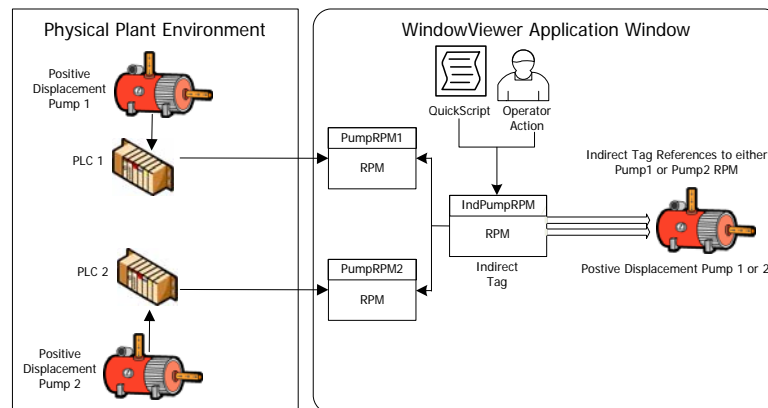 Physical Plant Environment
WindowViewer Application Window
Positive
Displacement
Pump 1
PLC 1
QuickScript
Operator
Action
PumpRPM1
RPM
Indirect Tag References to either
Pump1 or Pump2 RPM
IndPumpRPM
RPM
Indirect
Tag
PLC 2
PumpRPM2
RPM
Postive Displacement Pump 1 or 2
Positive
Displacement
Pump 2